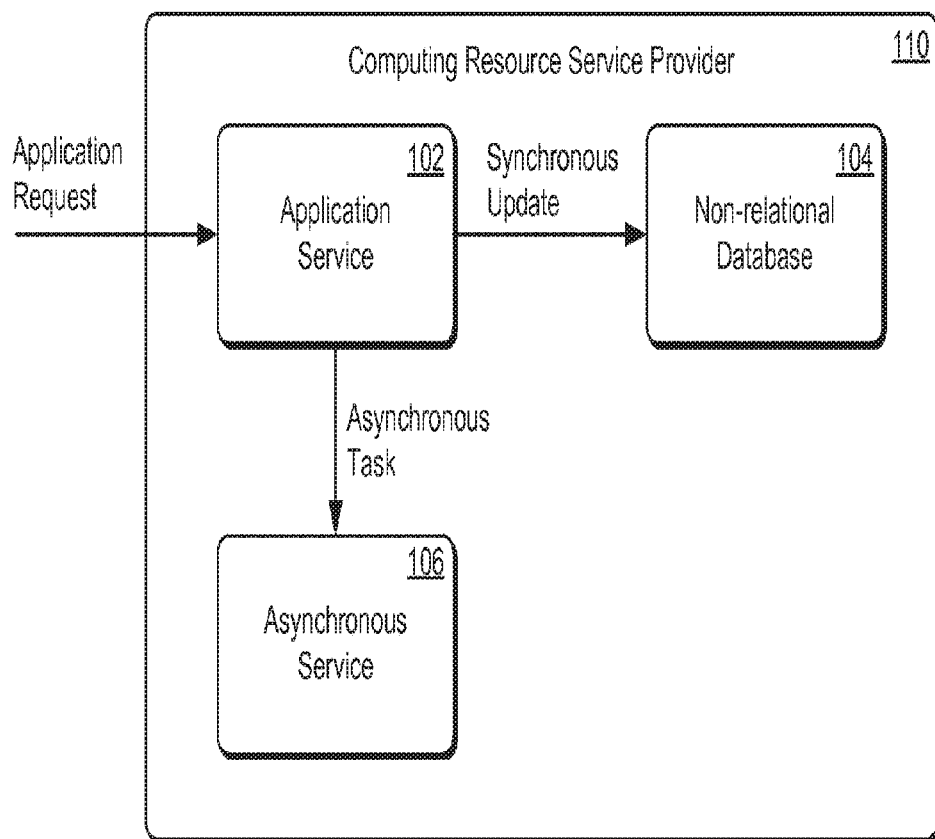 110
Computing Resource Service Provider
Application
Request
102
Application
Service
Synchronous
Update
104
Non-relational
Database
Asynchronous
Task
106
Asynchronous
Service